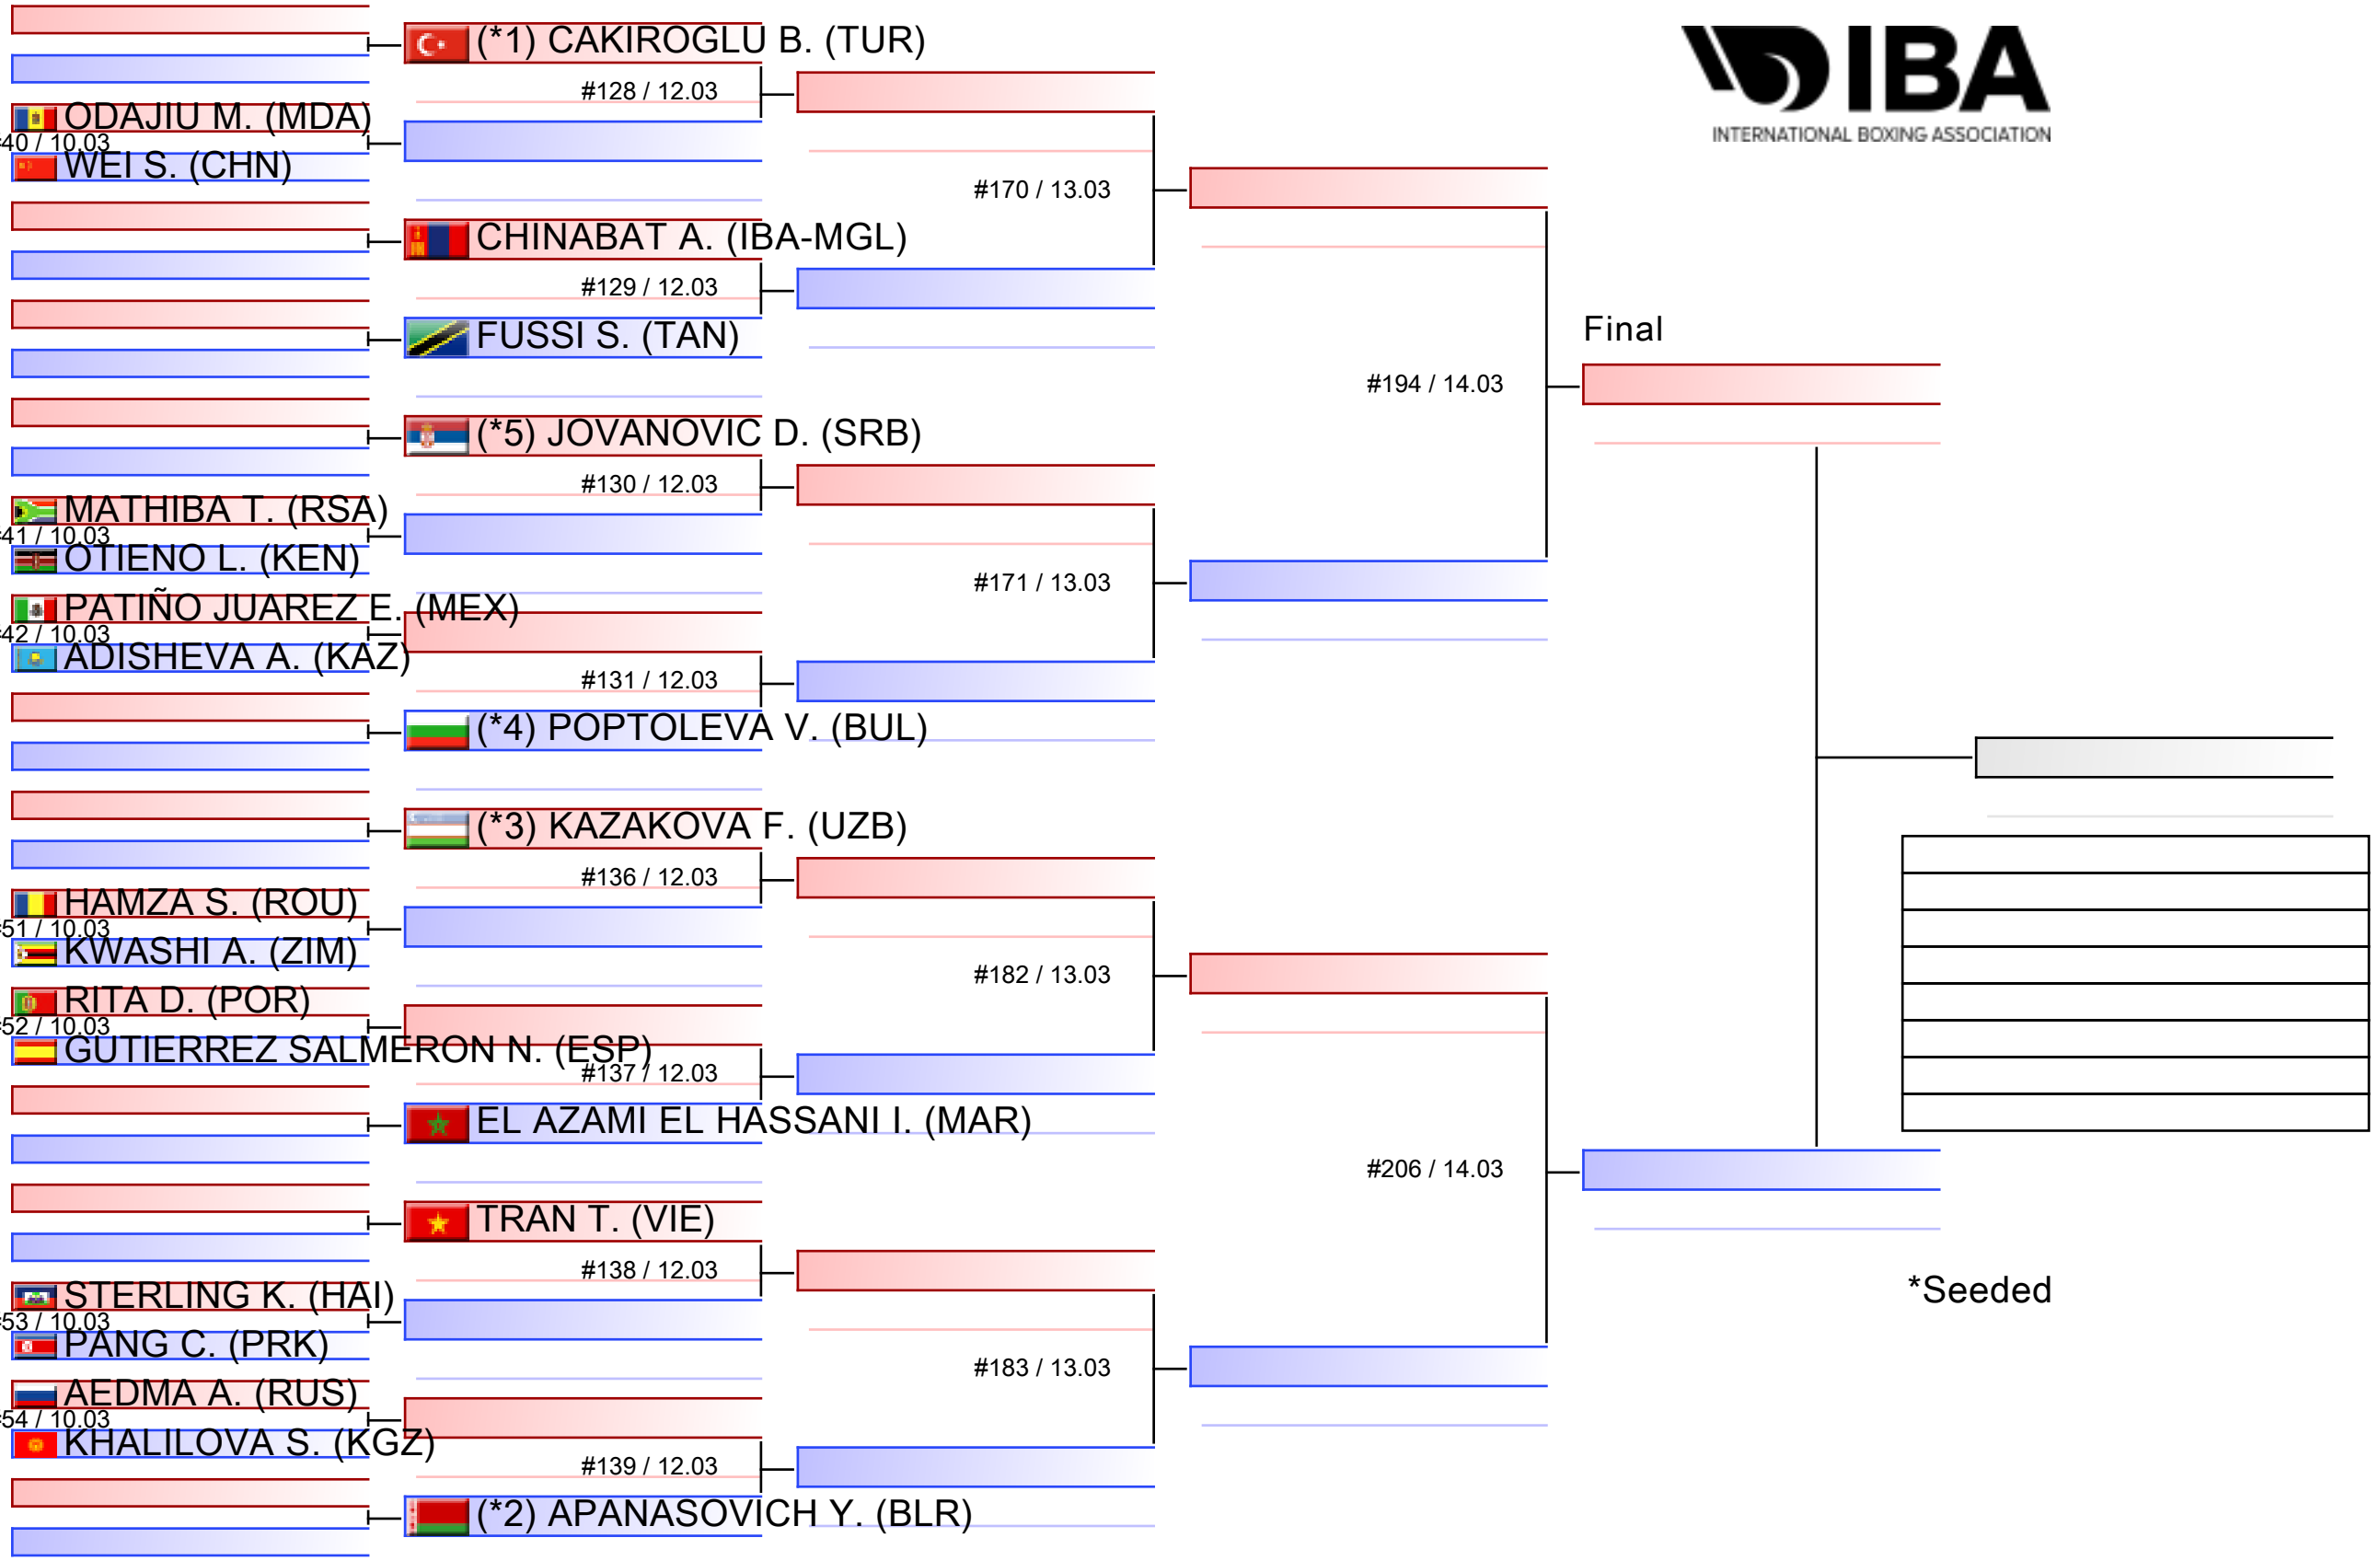 (*1) CAKIROGLU B. (TUR)
#128 / 12.03
ODAJIU M. (MDA)
#40 / 10.03
WEI S. (CHN)
#170 / 13.03
CHINABAT A. (IBA-MGL)
#129 / 12.03
FUSSI S. (TAN)
#194 / 14.03
(*5) JOVANOVIC D. (SRB)
#130 / 12.03
MATHIBA T. (RSA)
#41 / 10.03
OTIENO L. (KEN)
#171 / 13.03
PATIÑO JUAREZ E. (MEX)
#42 / 10.03
ADISHEVA A. (KAZ)
#131 / 12.03
(*4) POPTOLEVA V. (BUL)
(*3) KAZAKOVA F. (UZB)
#136 / 12.03
HAMZA S. (ROU)
#51 / 10.03
KWASHI A. (ZIM)
#182 / 13.03
RITA D. (POR)
#52 / 10.03
GUTIERREZ SALMERON N. (ESP)
#137 / 12.03
EL AZAMI EL HASSANI I. (MAR)
#206 / 14.03
TRAN T. (VIE)
#138 / 12.03
STERLING K. (HAI)
#53 / 10.03
PANG C. (PRK)
#183 / 13.03
AEDMA A. (RUS)
#54 / 10.03
KHALILOVA S. (KGZ)
#139 / 12.03
(*2) APANASOVICH Y. (BLR)
IBA
INTERNATIONAL BOXING ASSOCIATION
Final
*Seeded